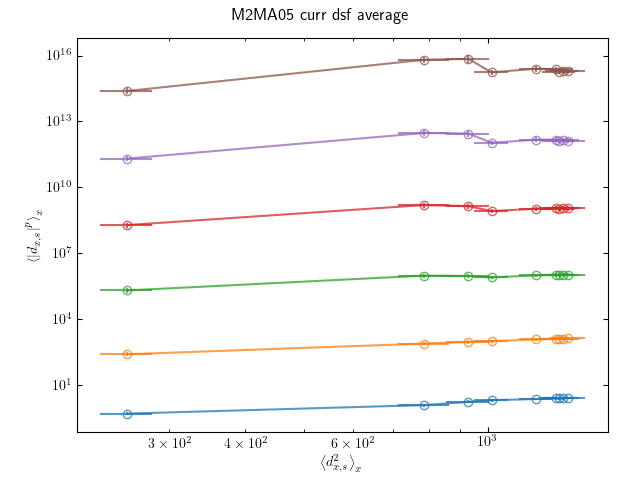 M2MA05 curr dsf average
⟨|d_{x,s}|^p⟩_x
10^{16}
10^{13}
10^{10}
10^7
10^4
10^1
3 × 10^2
4 × 10^2
6 × 10^2
10^3
⟨d_{x,s}^2⟩_x